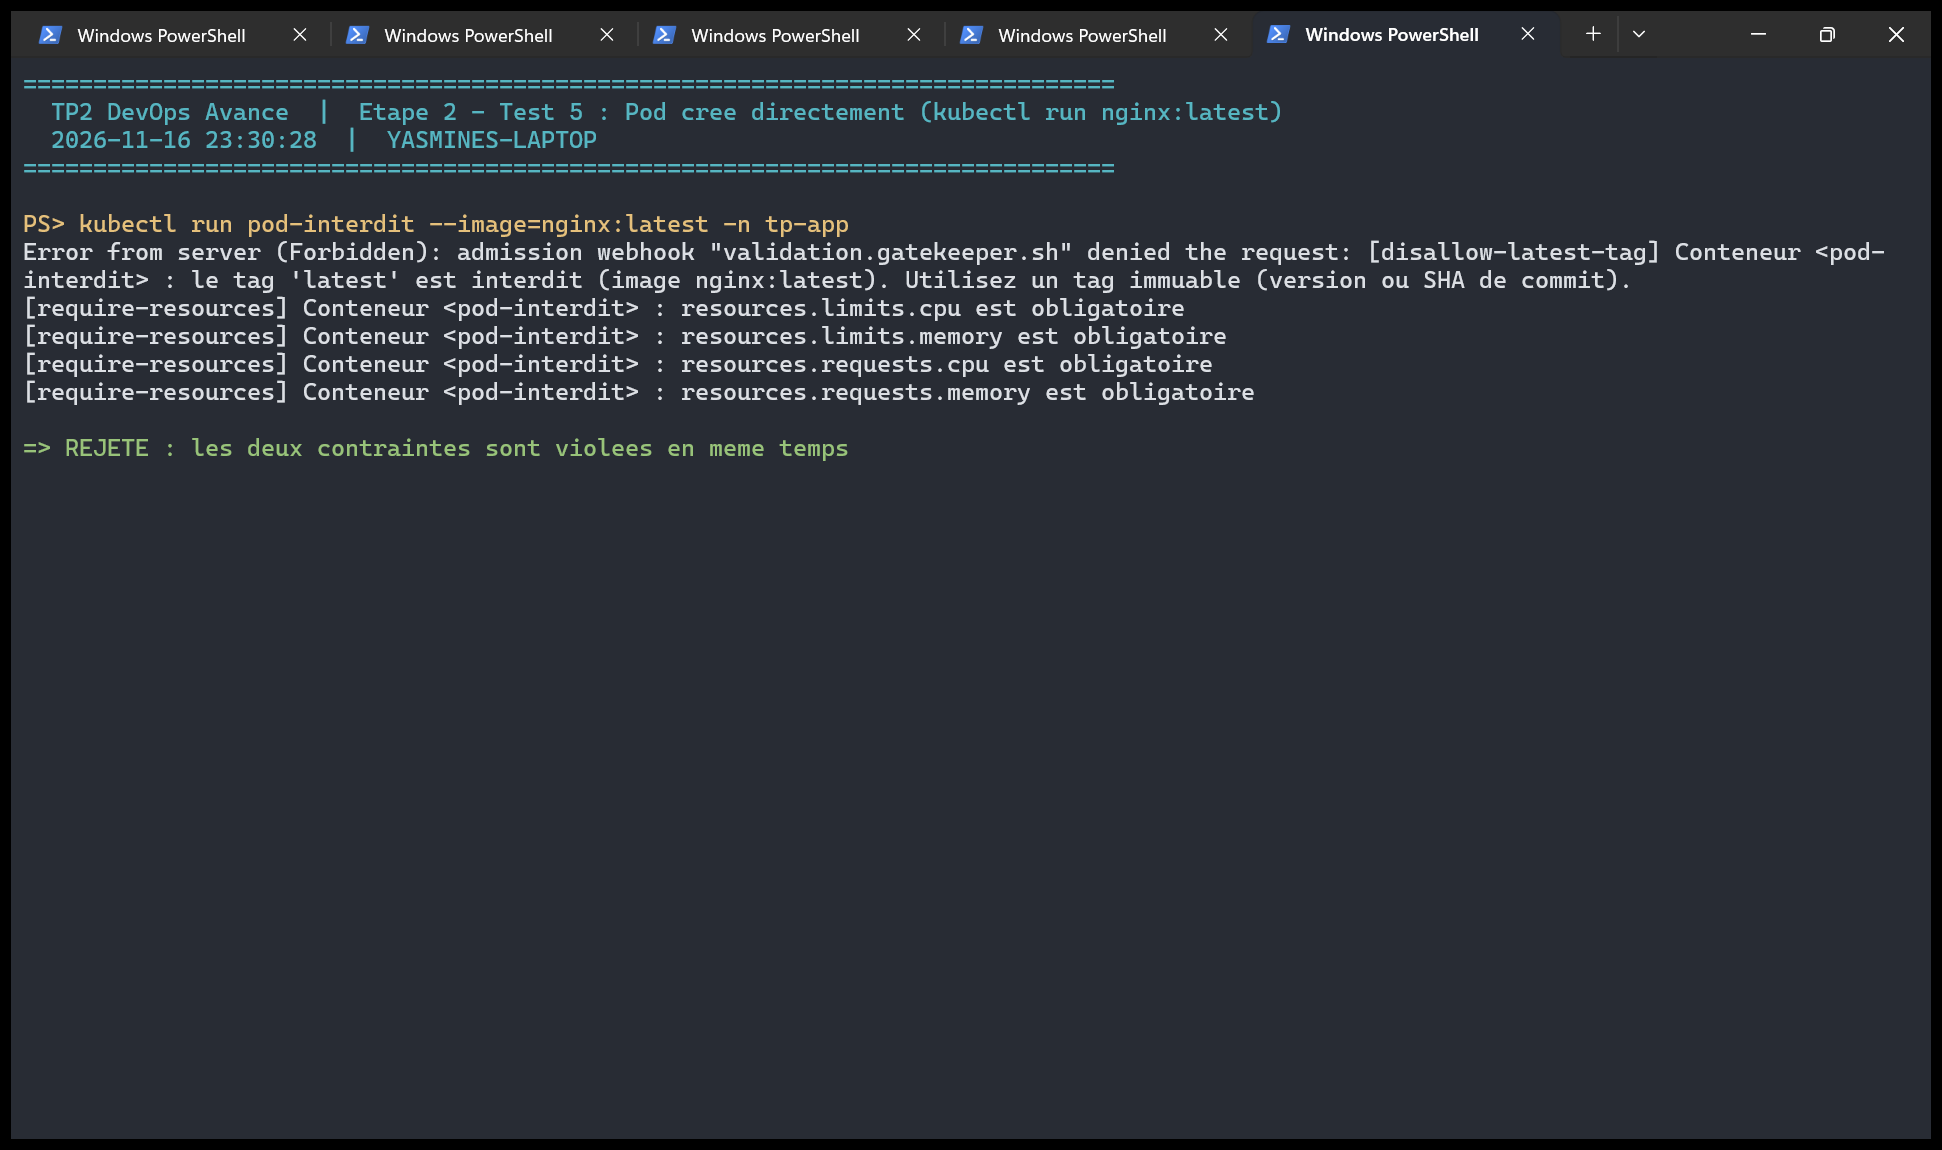 Windows PowerShell
Windows PowerShell
Windows PowerShell
Windows PowerShell
Windows PowerShell
==============================================================================
TP2 DevOps Avance | Etape 2 - Test 5 : Pod cree directement (kubectl run nginx:latest)
2026-11-16 23:30:28 | YASMINES-LAPTOP
==============================================================================
PS> kubectl run pod-interdit --image=nginx:latest -n tp-app
Error from server (Forbidden): admission webhook "validation.gatekeeper.sh" denied the request: [disallow-latest-tag] Conteneur <pod-
interdit> : le tag 'latest' est interdit (image nginx:latest). Utilisez un tag immuable (version ou SHA de commit).
[require-resources] Conteneur <pod-interdit> : resources.limits.cpu est obligatoire
[require-resources] Conteneur <pod-interdit> : resources.limits.memory est obligatoire
[require-resources] Conteneur <pod-interdit> : resources.requests.cpu est obligatoire
[require-resources] Conteneur <pod-interdit> : resources.requests.memory est obligatoire
=> REJETE : les deux contraintes sont violees en meme temps